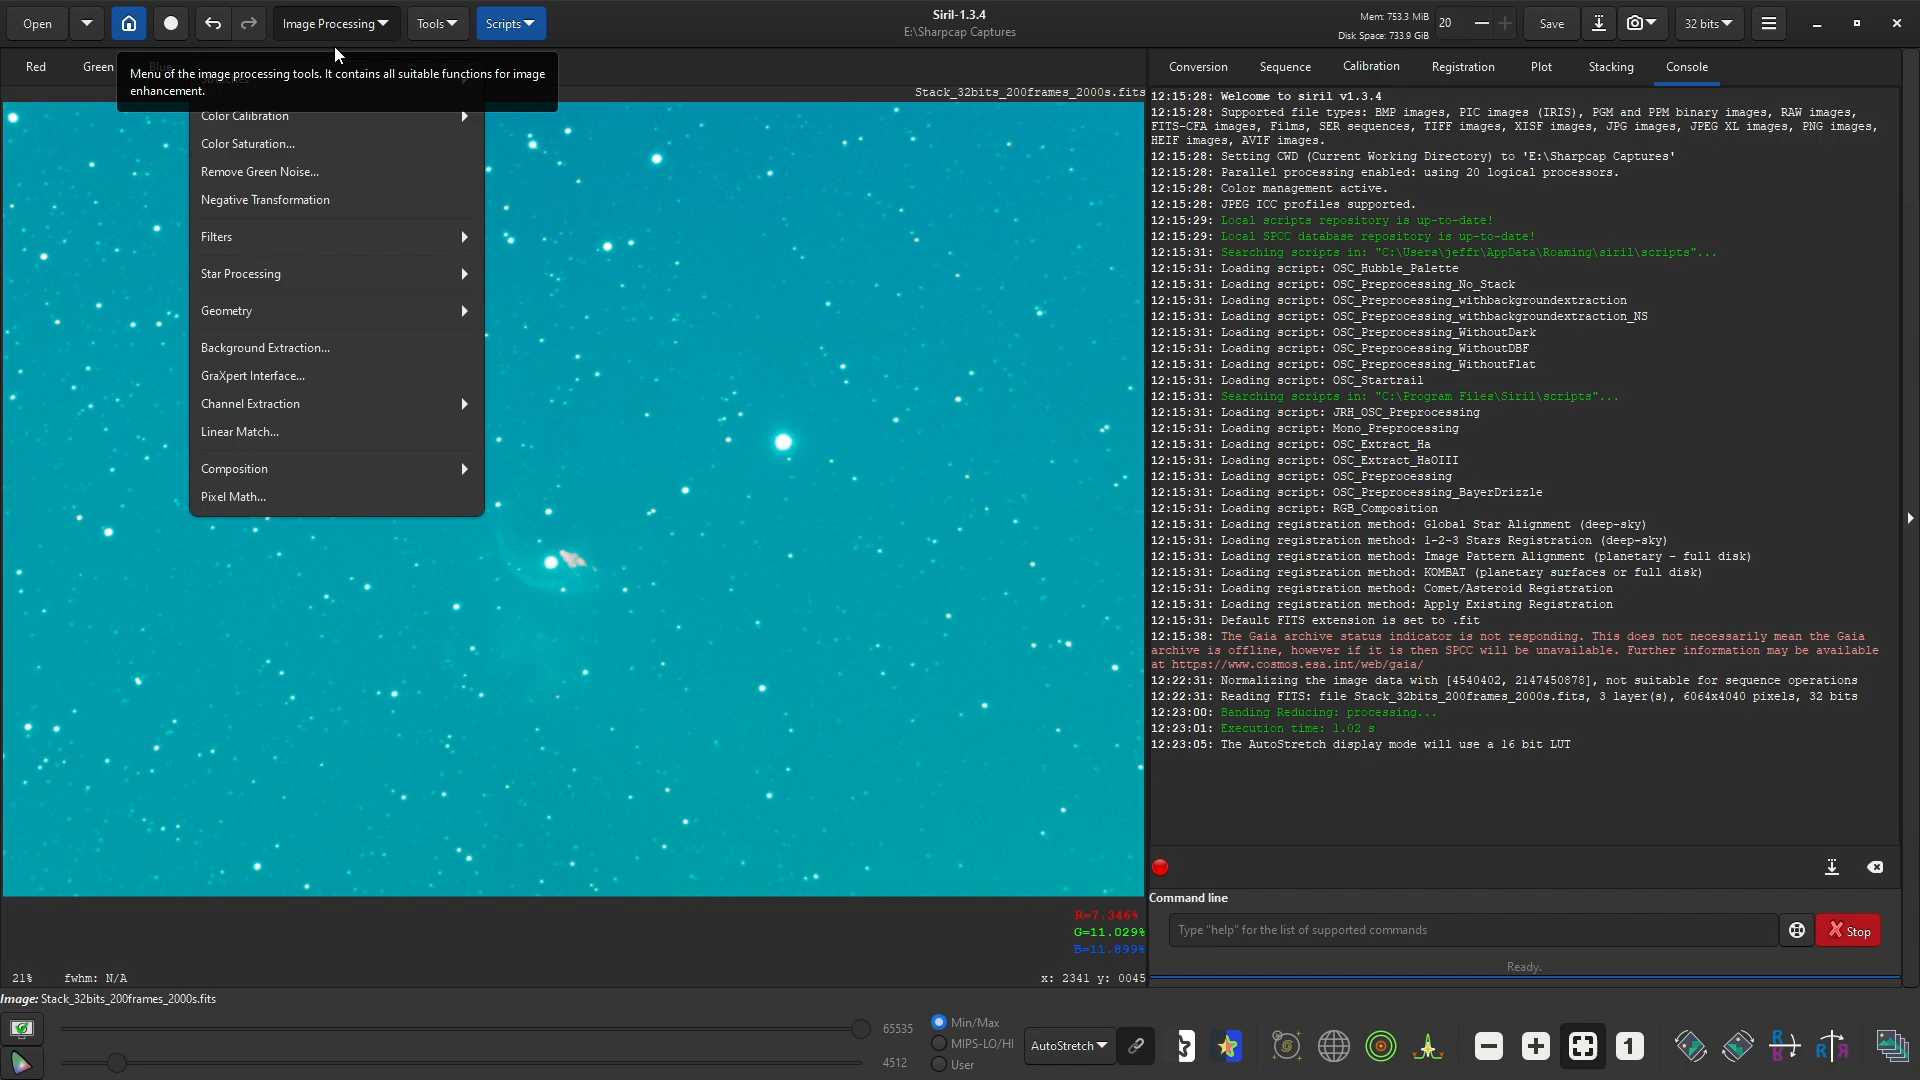 Open
Image Processing
Tools
Scripts
Siril-1.3.4
E:\Sharpcap Captures
Mem: 753.3 MiB
Disk Space: 733.9 GiB
20
Save
32 bits
Red
Green
Blue
Menu of the image processing tools. It contains all suitable functions for image
enhancement.
Stack_32bits_200frames_2000s.fits
Color Calibration
Color Saturation...
Remove Green Noise...
Negative Transformation
Filters
Star Processing
Geometry
Background Extraction...
GraXpert Interface...
Channel Extraction
Linear Match...
Composition
Pixel Math...
Conversion
Sequence
Calibration
Registration
Plot
Stacking
Console
12:15:28: Welcome to siril v1.3.4
12:15:28: Supported file types: BMP images, PIC images (IRIS), PGM and PPM binary images, RAW images,
FITS-CFA images, Films, SER sequences, TIFF images, XISF images, JPG images, JPEG XL images, PNG images,
HEIF images, AVIF images.
12:15:28: Setting CWD (Current Working Directory) to 'E:\Sharpcap Captures'
12:15:28: Parallel processing enabled: using 20 logical processors.
12:15:28: Color management active.
12:15:28: JPEG ICC profiles supported.
12:15:29: Local scripts repository is up-to-date!
12:15:29: Local SPCC database repository is up-to-date!
12:15:31: Searching scripts in: "C:\Users\jeffr\AppData\Roaming\siril\scripts"...
12:15:31: Loading script: OSC_Hubble_Palette
12:15:31: Loading script: OSC_Preprocessing_No_Stack
12:15:31: Loading script: OSC_Preprocessing_withbackgroundextraction
12:15:31: Loading script: OSC_Preprocessing_withbackgroundextraction_NS
12:15:31: Loading script: OSC_Preprocessing_WithoutDark
12:15:31: Loading script: OSC_Preprocessing_WithoutDBF
12:15:31: Loading script: OSC_Preprocessing_WithoutFlat
12:15:31: Loading script: OSC_Startrail
12:15:31: Searching scripts in: "C:\Program Files\Siril\scripts"...
12:15:31: Loading script: JRH_OSC_Preprocessing
12:15:31: Loading script: Mono_Preprocessing
12:15:31: Loading script: OSC_Extract_Ha
12:15:31: Loading script: OSC_Extract_HaOIII
12:15:31: Loading script: OSC_Preprocessing
12:15:31: Loading script: OSC_Preprocessing_BayerDrizzle
12:15:31: Loading script: RGB_Composition
12:15:31: Loading registration method: Global Star Alignment (deep-sky)
12:15:31: Loading registration method: 1-2-3 Stars Registration (deep-sky)
12:15:31: Loading registration method: Image Pattern Alignment (planetary - full disk)
12:15:31: Loading registration method: KOMBAT (planetary surfaces or full disk)
12:15:31: Loading registration method: Comet/Asteroid Registration
12:15:31: Loading registration method: Apply Existing Registration
12:15:31: Default FITS extension is set to .fit
12:15:38: The Gaia archive status indicator is not responding. This does not necessarily mean the Gaia
archive is offline, however if it is then SPCC will be unavailable. Further information may be available
at https://www.cosmos.esa.int/web/gaia/
12:22:31: Normalizing the image data with [4540402, 2147450878], not suitable for sequence operations
12:22:31: Reading FITS: file Stack_32bits_200frames_2000s.fits, 3 layer(s), 6064x4040 pixels, 32 bits
12:23:00: Banding Reducing: processing...
12:23:01: Execution time: 1.02 s
12:23:05: The AutoStretch display mode will use a 16 bit LUT
Command line
Type "help" for the list of supported commands
Stop
Ready.
R=7.346%
G=11.029%
B=11.899%
21%
fwhm: N/A
x: 2341 y: 0045
Image: Stack_32bits_200frames_2000s.fits
65535
4512
Min/Max
MIPS-LO/HI
User
AutoStretch
1